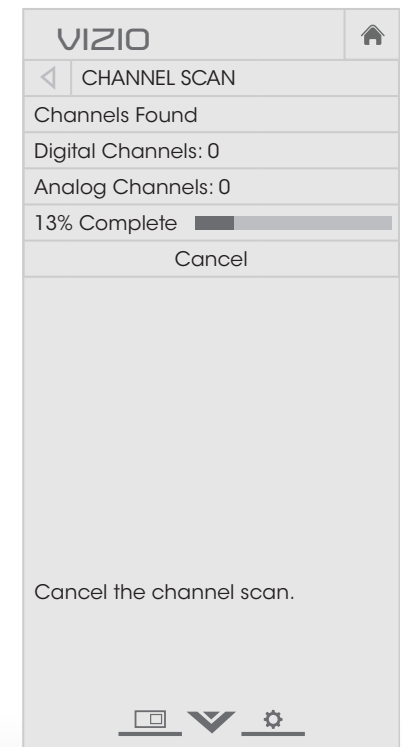 VIZIO
CHANNEL SCAN
Channels Found
Digital Channels: 0
Analog Channels: 0
13% Complete
Cancel
Cancel the channel scan.